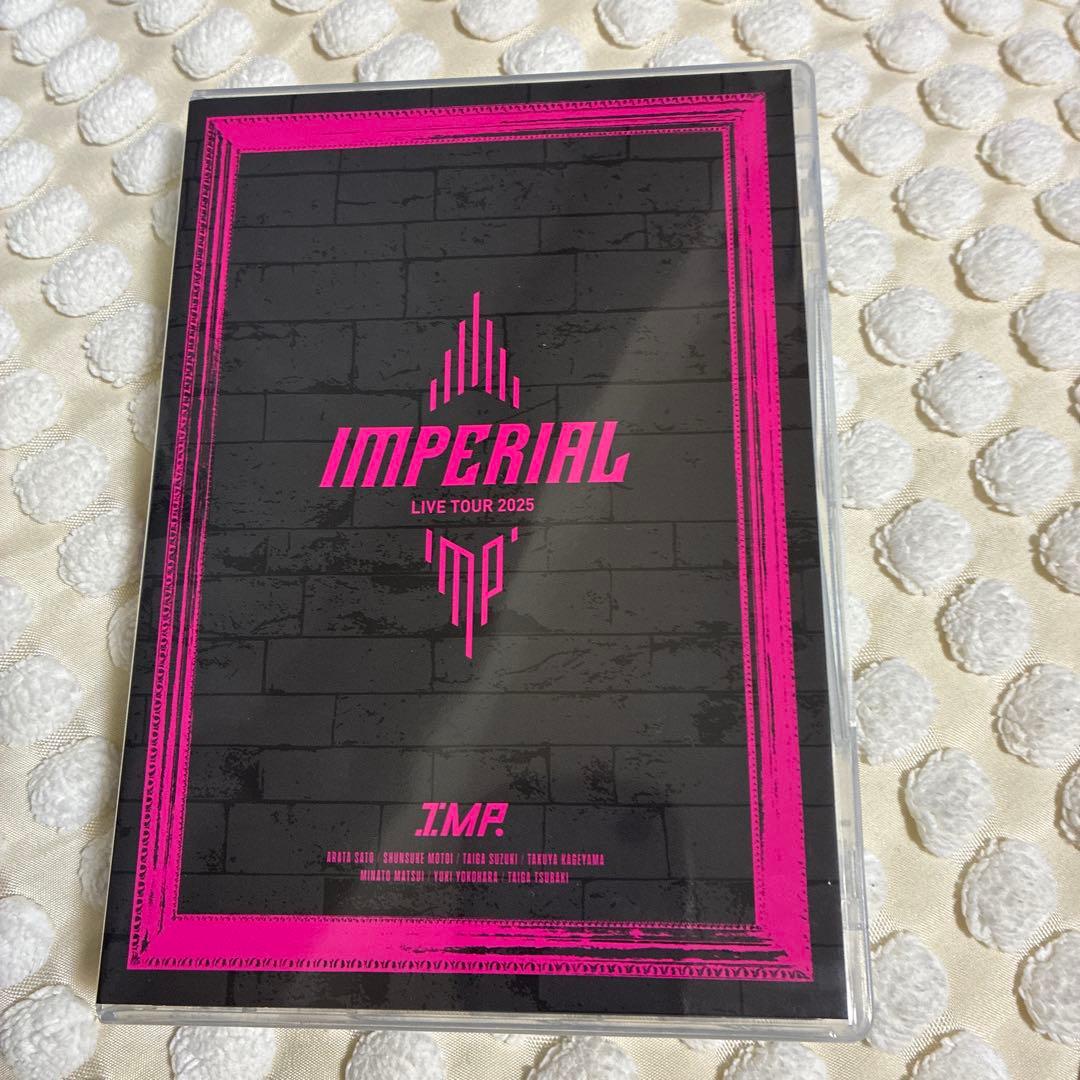 IMPERIAL
LIVE TOUR 2025
IMP.
IMP.
ARATA SATO / SHUNSUKE MOTOI / TAIGA SUZUKI / TAKUYA KAGEYAMA
MINATO MATSUI / YUKI YOKOHARA / TAIGA TSUBAKI